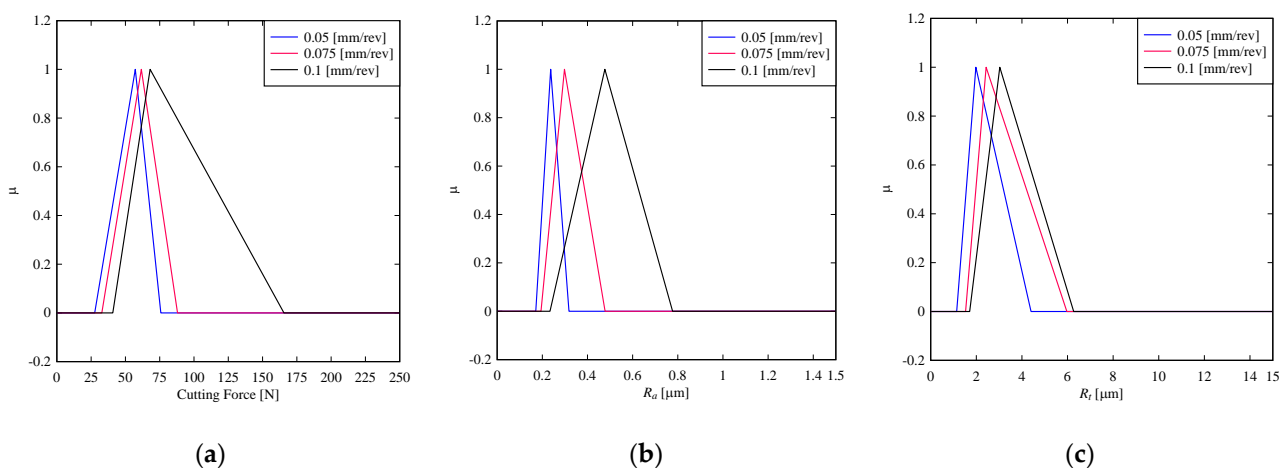 1.2
1
0.8
0.6
0.4
0.2
0
-0.2
μ
0 25 50 75 100 125 150 175 200 225 250
Cutting Force [N]
0.05 [mm/rev]
0.075 [mm/rev]
0.1 [mm/rev]
(a)
1.2
1
0.8
0.6
0.4
0.2
0
-0.2
μ
0 0.2 0.4 0.6 0.8 1 1.2 1.4 1.5
Ra [μm]
0.05 [mm/rev]
0.075 [mm/rev]
0.1 [mm/rev]
(b)
1.2
1
0.8
0.6
0.4
0.2
0
-0.2
μ
0 2 4 6 8 10 12 14 15
Rt [μm]
0.05 [mm/rev]
0.075 [mm/rev]
0.1 [mm/rev]
(c)